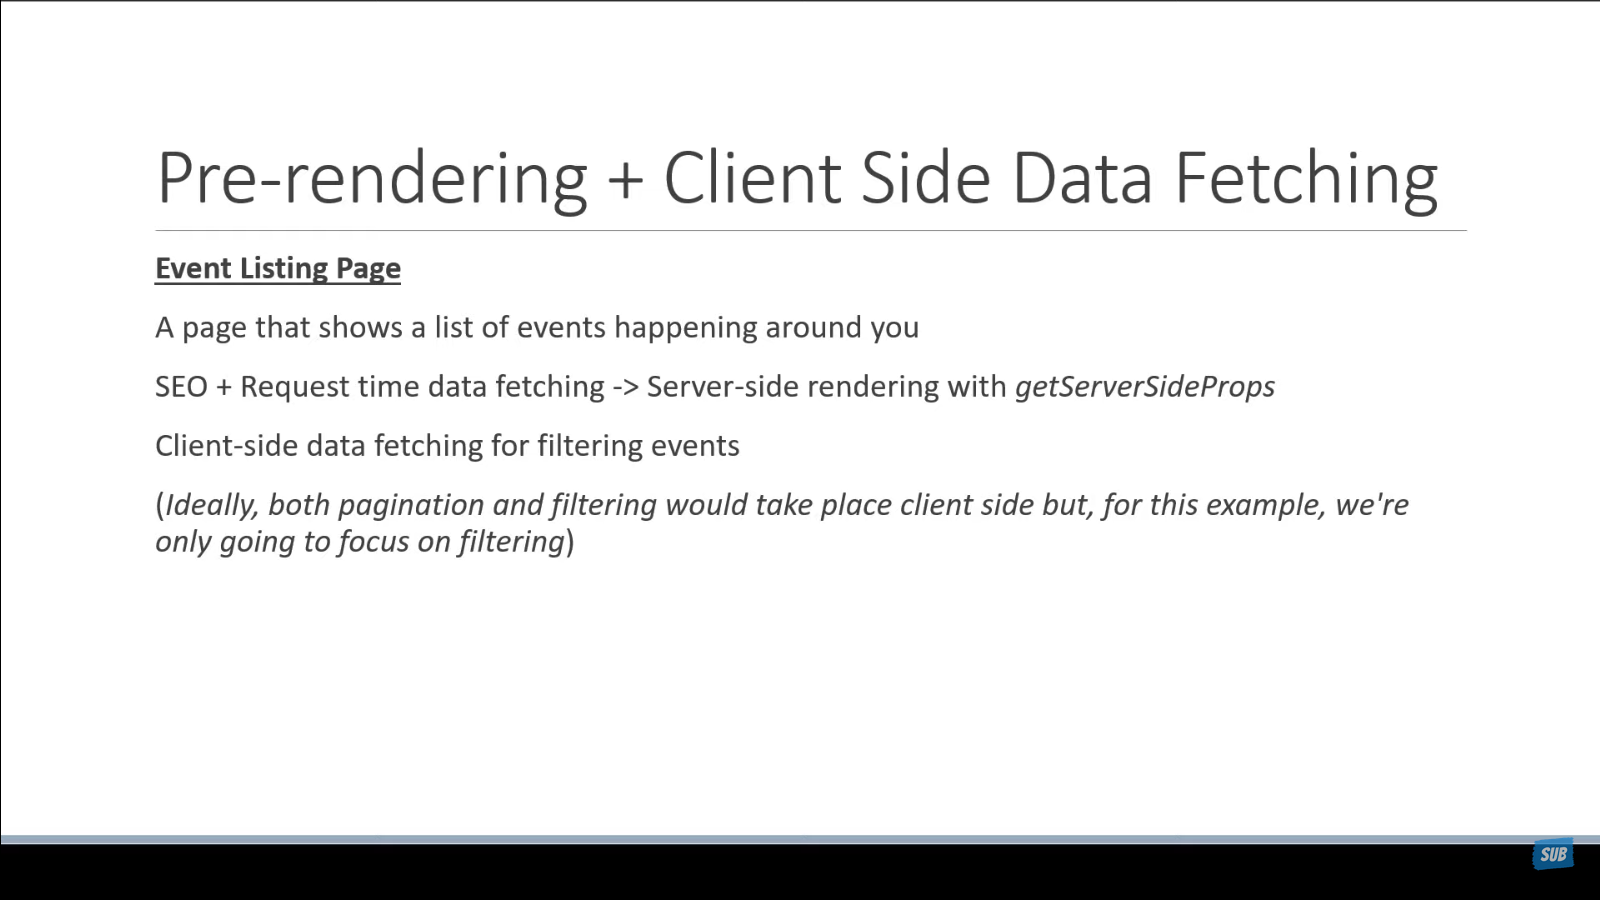 Pre-rendering + Client Side Data Fetching
Event Listing Page
A page that shows a list of events happening around you
SEO + Request time data fetching -> Server-side rendering with getServerSideProps
Client-side data fetching for filtering events
(Ideally, both pagination and filtering would take place client side but, for this example, we're
only going to focus on filtering)
SUB